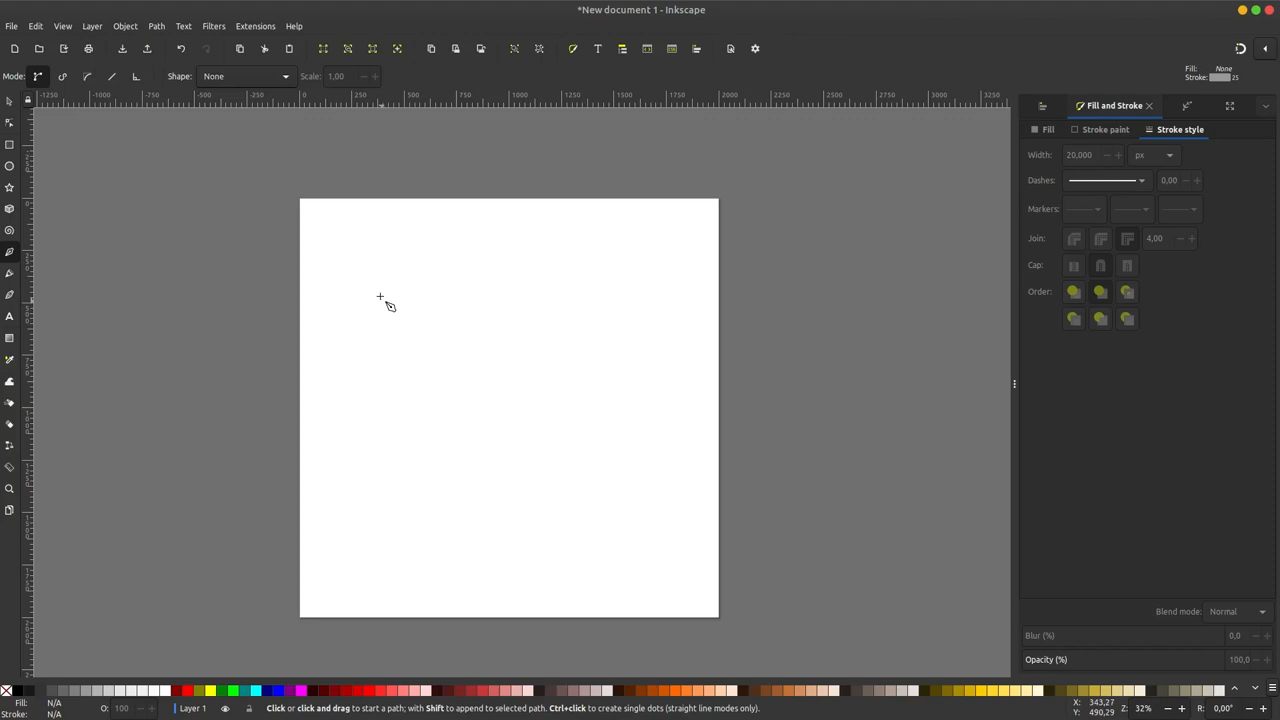 *New document 1 - Inkscape
File Edit View Layer Object Path Text Filters Extensions Help
Mode: Shape: None Scale: 1,00
Fill: None
Stroke: 25
-1250 -1000 -750 -500 -250 0 250 500 750 1000 1250 1500 1750 2000 2250 2500 2750 3000 3250
Fill and Stroke
Fill Stroke paint Stroke style
Width: 20,000 px
Dashes: 0,00
Markers:
Join: 4,00
Cap:
Order:
Blend mode: Normal
Blur (%) 0,0
Opacity (%) 100,0
Fill: N/A
Stroke: N/A
O: 100
Layer 1
Click or click and drag to start a path; with Shift to append to selected path. Ctrl+click to create single dots (straight line modes only).
X: 343,27
Y: 490,29
Z: 32%
R: 0,00°